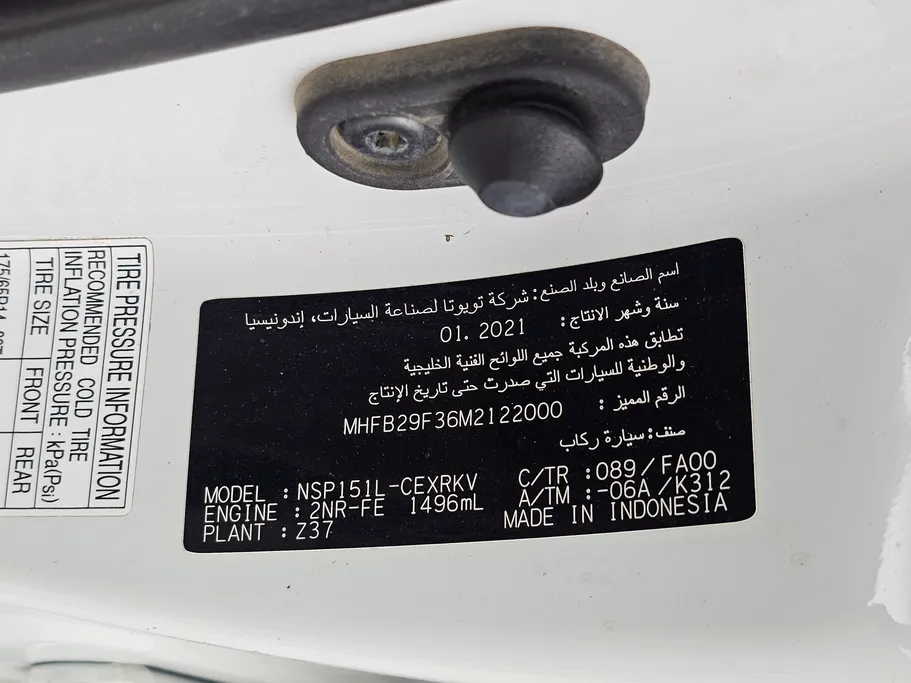 اسم الصانع وبلد الصنع: شركة تويوتا لصناعة السيارات، إندونيسيا
سنة وشهر الانتاج: 01. 2021
تطابق هذه المركبة جميع اللوائح الفنية الخليجية
والوطنية للسيارات التي صدرت حتى تاريخ الإنتاج
الرقم المميز : MHFB29F36M2122000
صنف: سيارة ركاب
MODEL : NSP151L-CEXRKV C/TR : 089/FA00
ENGINE : 2NR-FE 1496mL A/TM : -06A/K312
PLANT : Z37 MADE IN INDONESIA
TIRE PRESSURE INFORMATION
RECOMMENDED COLD TIRE
INFLATION PRESSURE : kPa(Psi)
TIRE SIZE FRONT REAR
175/65R14